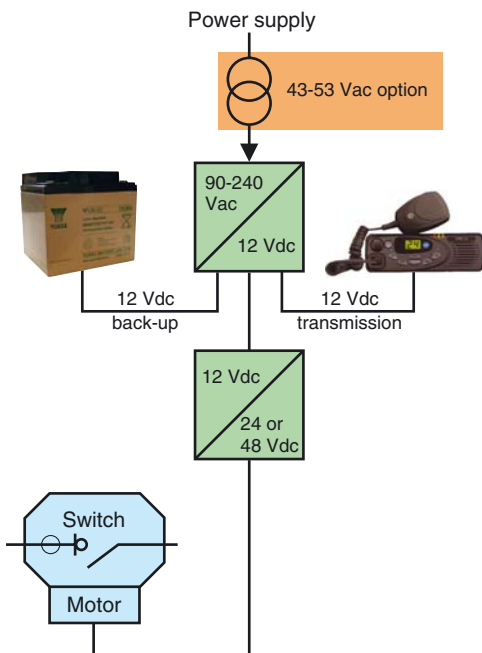 Power supply
43-53 Vac option
90-240
Vac
12 Vdc
12 Vdc
back-up
12 Vdc
transmission
12 Vdc
24 or
48 Vdc
Switch
Motor